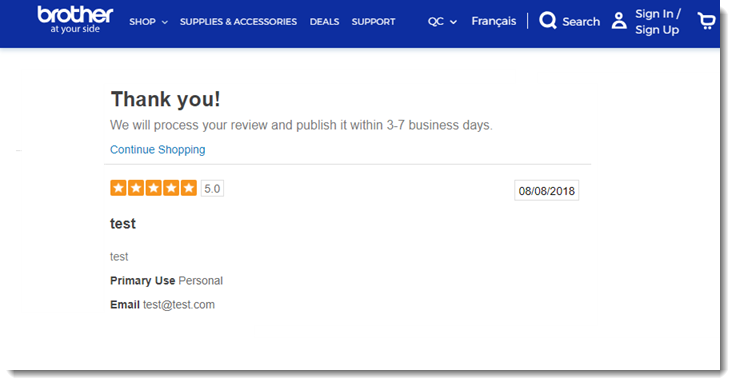 brother
at your side
SHOP SUPPLIES & ACCESSORIES DEALS SUPPORT QC Français Search Sign In /
Sign Up
Thank you!
We will process your review and publish it within 3-7 business days.
Continue Shopping
5.0 08/08/2018
test
test
Primary Use Personal
Email test@test.com